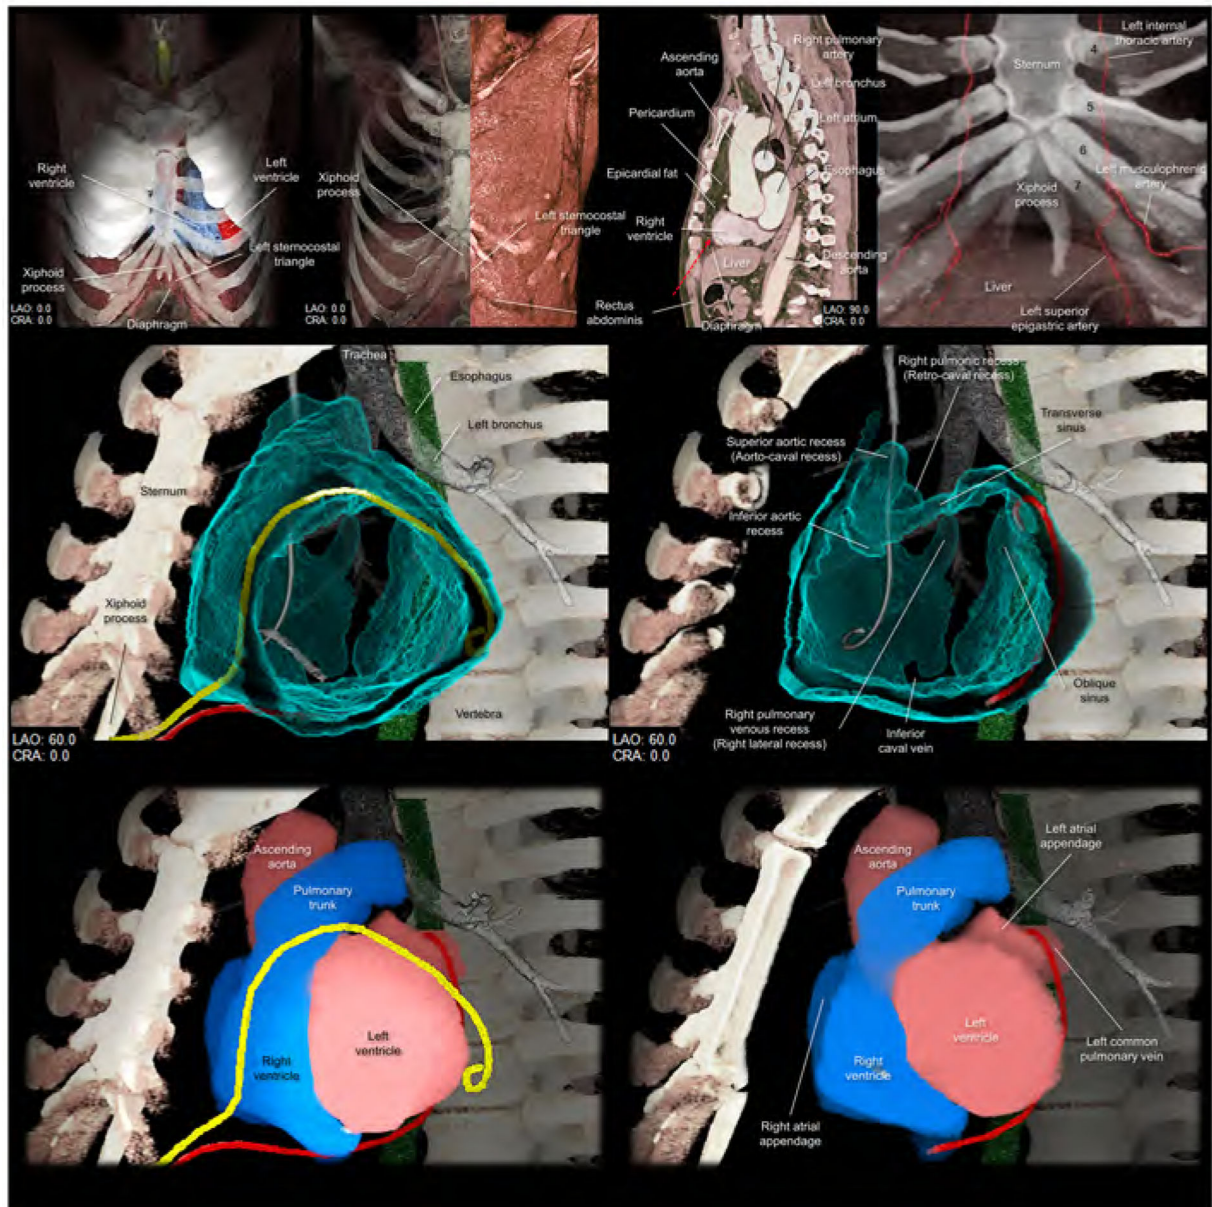 Right
ventricle
Left
ventricle
Left sternocostal
triangle
Xiphoid
process
LAO: 0.0
CRA: 0.0
Diaphragm
Xiphoid
process
Left sternocostal
triangle
LAO: 0.0
CRA: 0.0
Rectus
abdominis
Ascending
aorta
Right pulmonary
artery
Left bronchus
Pericardium
Left atrium
Epicardial fat
Esophagus
Right
ventricle
Liver
Descending
aorta
Diaphragm
LAO: 90.0
CRA: 0.0
Left internal
thoracic artery
4
Sternum
5
6
7
Left musculophrenic
artery
Xiphoid
process
Liver
Left superior
epigastric artery
Trachea
Esophagus
Left bronchus
Sternum
Xiphoid
process
Vertebra
LAO: 60.0
CRA: 0.0
Right pulmonic recess
(Retro-caval recess)
Transverse
sinus
Superior aortic recess
(Aorto-caval recess)
Inferior aortic
recess
Oblique
sinus
Right pulmonary
venous recess
(Right lateral recess)
Inferior
caval vein
LAO: 60.0
CRA: 0.0
Ascending
aorta
Pulmonary
trunk
Left
ventricle
Right
ventricle
Left atrial
appendage
Ascending
aorta
Pulmonary
trunk
Left
ventricle
Left common
pulmonary vein
Right
ventricle
Right atrial
appendage